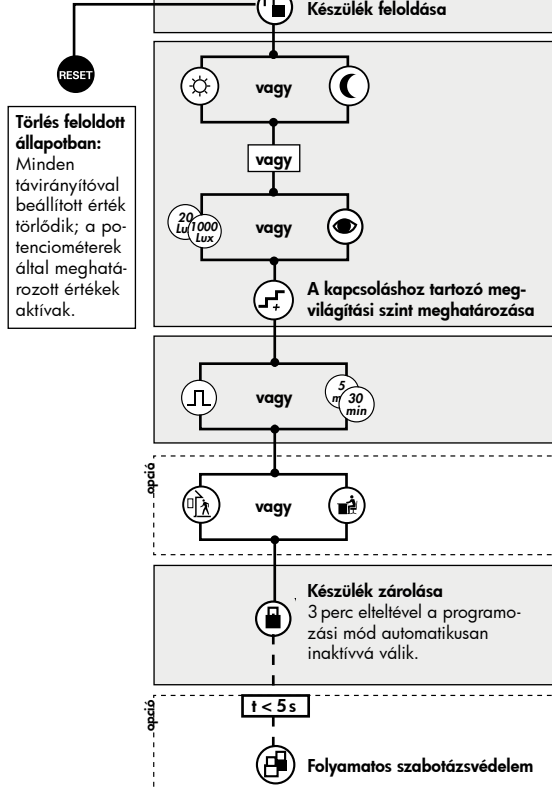 Készülék feloldása
RESET
Törlés feloldott
állapotban:
Minden
távirányítóval
beállított érték
törlődik; a po-
tenciométerek
által meghatá-
rozott értékek
aktívak.
vagy
vagy
20
Lu
1000
Lux
vagy
A kapcsoláshoz tartozó meg-
világítási szint meghatározása
vagy
5
m
30
min
opció
vagy
Készülék zárolása
3 perc elteltével a programo-
zási mód automatikusan
inaktívvá válik.
opció
t < 5 s
Folyamatos szabotázsvédelem